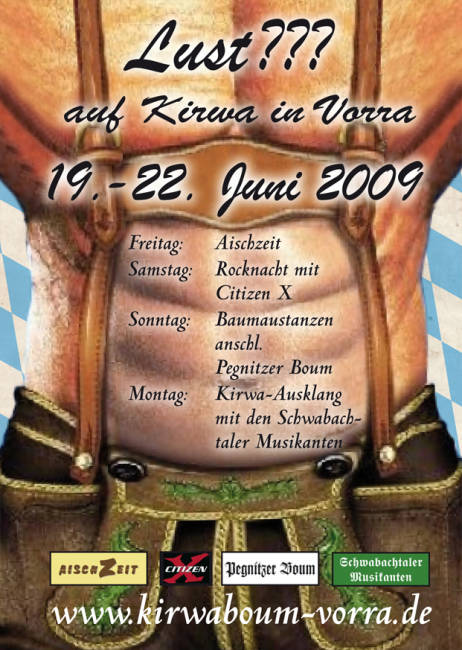 Lust???
auf Kirwa in Vorra
19.-22. Juni 2009
Freitag: Aischzeit
Samstag: Rocknacht mit
Citizen X
Sonntag: Baumaustanzen
anschl.
Pegnitzer Boum
Montag: Kirwa-Ausklang
mit den Schwabach-
taler Musikanten
AISCHZEIT
X CITIZEN
Pegnitzer Boum
Schwabachtaler
Musikanten
www.kirwaboum-vorra.de